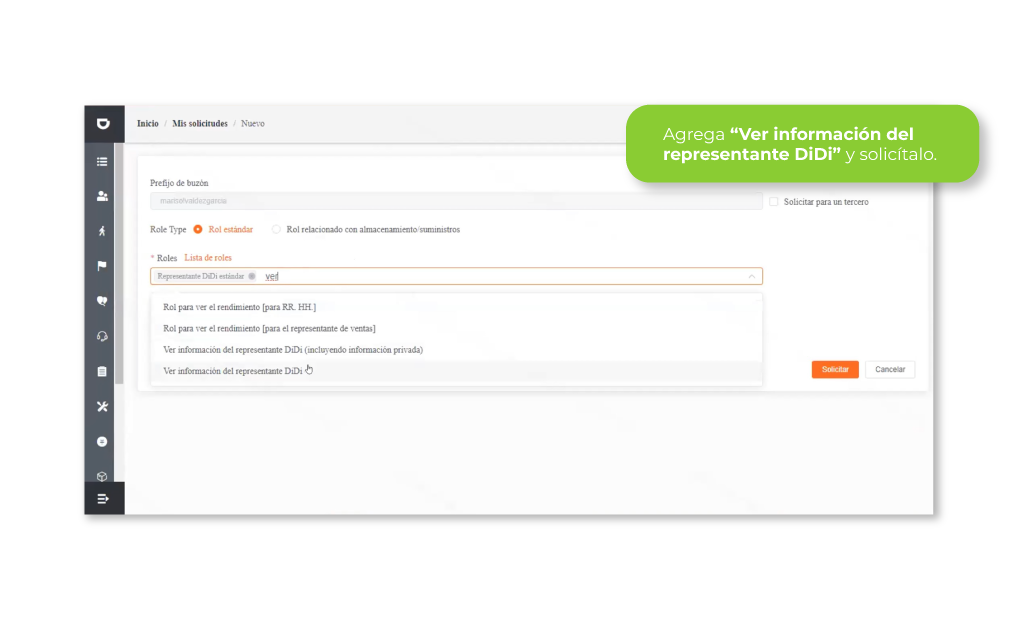 Inicio / Mis solicitudes / Nuevo
Agrega “Ver información del
representante DiDi” y solicítalo.
Prefijo de buzón
Solicitar para un tercero
Role Type Rol estándar Rol relacionado con almacenamiento/suministros
* Roles Lista de roles
Representante DiDi estándar
Rol para ver el rendimiento [para RR. HH.]
Rol para ver el rendimiento [para el representante de ventas]
Ver información del representante DiDi (incluyendo información privada)
Ver información del representante DiDi
Solicitar Cancelar